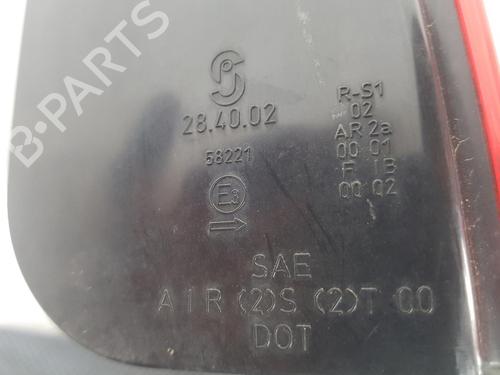 28.40.02
58221
E3
R-S1
02
AR 2a
00 01
F IB
00 02
SAE
A I R (2)S (2)T 00
DOT
B-PARTS